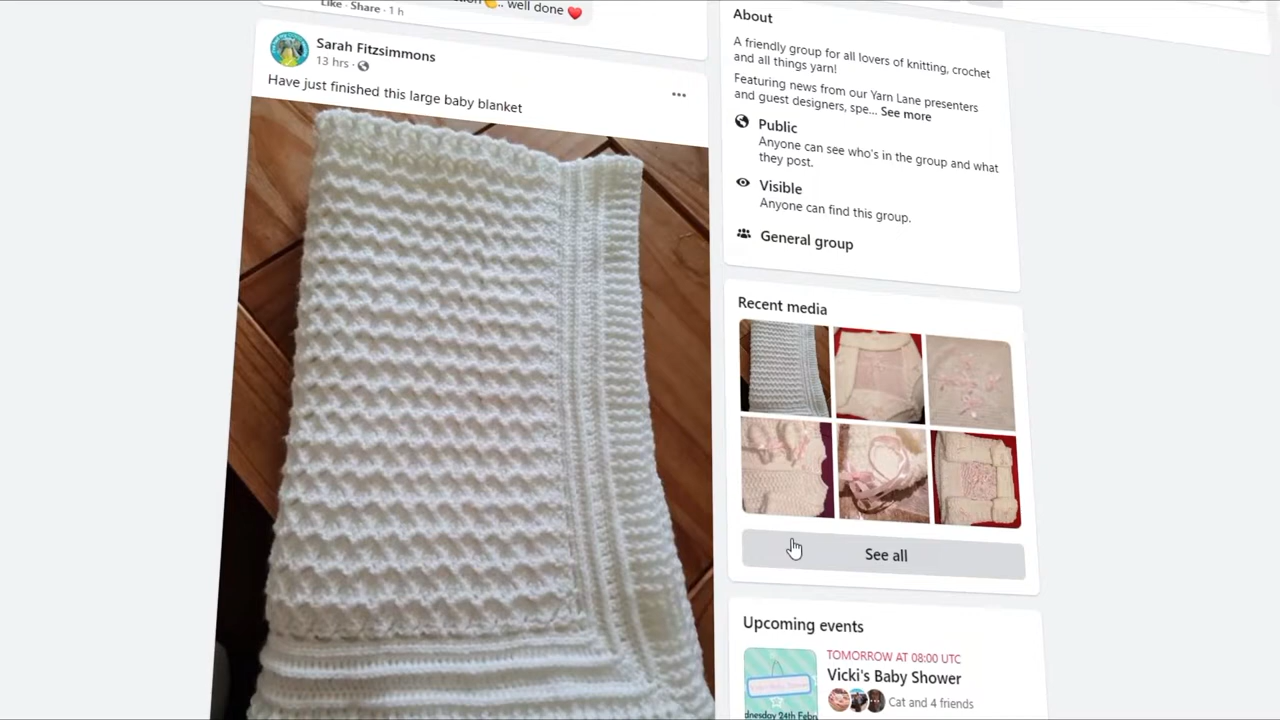 well done
Like · Share · 1 h
Sarah Fitzsimmons
13 hrs ·
Have just finished this large baby blanket
About
A friendly group for all lovers of knitting, crochet
and all things yarn!
Featuring news from our Yarn Lane presenters
and guest designers, spe... See more
Public
Anyone can see who's in the group and what
they post.
Visible
Anyone can find this group.
General group
Recent media
See all
Upcoming events
TOMORROW AT 08:00 UTC
Vicki's Baby Shower
Cat and 4 friends
Vicki's Baby Shower